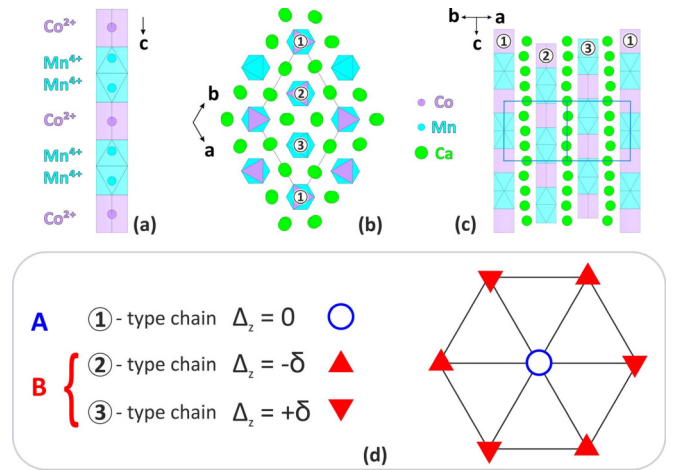 Co²⁺
Mn⁴⁺
Mn⁴⁺
Co²⁺
Mn⁴⁺
Mn⁴⁺
Co²⁺
c
(a)
b
a
1
2
3
1
(b)
b a
c
1
2
3
1
Co
Mn
Ca
(c)
A 1 - type chain Δz = 0
B { 2 - type chain Δz = -δ
3 - type chain Δz = +δ
(d)